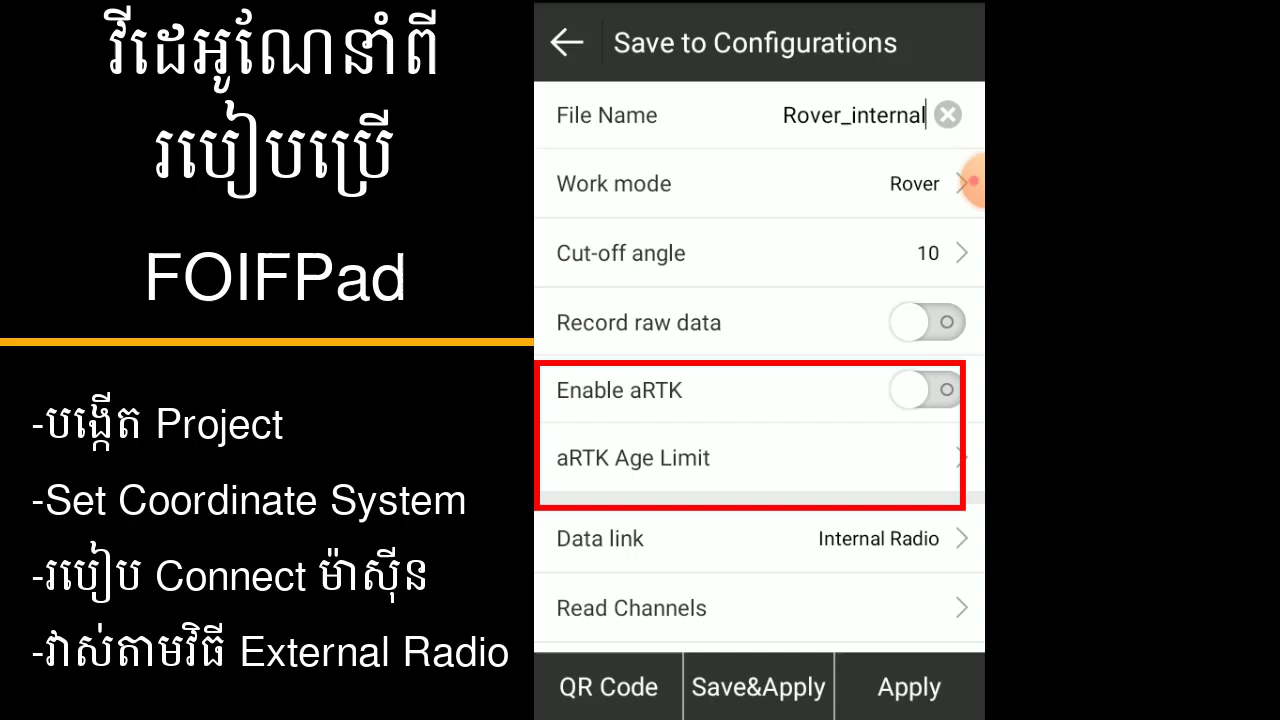 វីដេអូណែនាំពី
របៀបប្រើ
FOIFPad
-បង្កើត Project
-Set Coordinate System
-របៀប Connect ម៉ាស៊ីន
-វាស់តាមវិធី External Radio
Save to Configurations
File Name Rover_internal
Work mode Rover
Cut-off angle 10
Record raw data
Enable aRTK
aRTK Age Limit
Data link Internal Radio
Read Channels
QR Code Save&Apply Apply